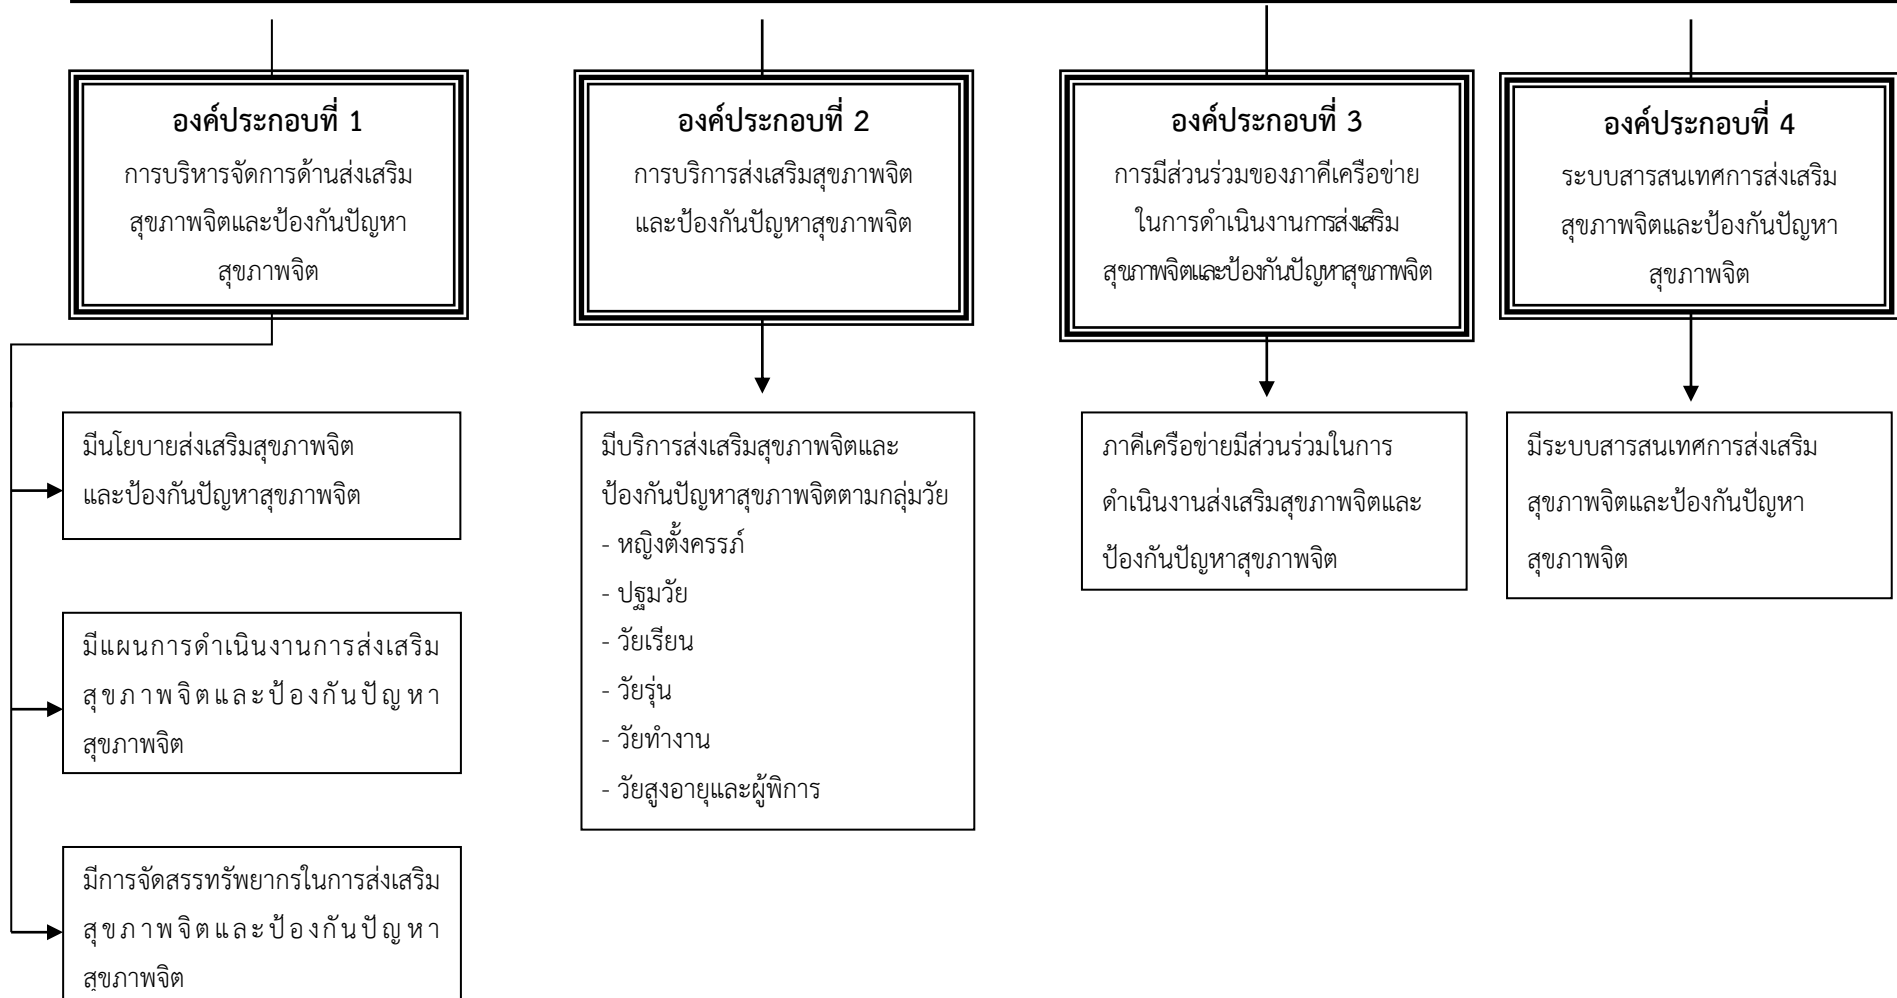 องค์ประกอบที่ 1
การบริหารจัดการด้านส่งเสริม
สุขภาพจิตและป้องกันปัญหา
สุขภาพจิต
องค์ประกอบที่ 2
การบริการส่งเสริมสุขภาพจิต
และป้องกันปัญหาสุขภาพจิต
องค์ประกอบที่ 3
การมีส่วนร่วมของภาคีเครือข่าย
ในการดำเนินงานการส่งเสริม
สุขภาพจิตและป้องกันปัญหาสุขภาพจิต
องค์ประกอบที่ 4
ระบบสารสนเทศการส่งเสริม
สุขภาพจิตและป้องกันปัญหา
สุขภาพจิต
มีนโยบายส่งเสริมสุขภาพจิต
และป้องกันปัญหาสุขภาพจิต
มีแผนการดำเนินงานการส่งเสริม
สุขภาพจิตและป้องกันปัญหา
สุขภาพจิต
มีการจัดสรรทรัพยากรในการส่งเสริม
สุขภาพจิตและป้องกันปัญหา
สุขภาพจิต
มีบริการส่งเสริมสุขภาพจิตและ
ป้องกันปัญหาสุขภาพจิตตามกลุ่มวัย
- หญิงตั้งครรภ์
- ปฐมวัย
- วัยเรียน
- วัยรุ่น
- วัยทำงาน
- วัยสูงอายุและผู้พิการ
ภาคีเครือข่ายมีส่วนร่วมในการ
ดำเนินงานส่งเสริมสุขภาพจิตและ
ป้องกันปัญหาสุขภาพจิต
มีระบบสารสนเทศการส่งเสริม
สุขภาพจิตและป้องกันปัญหา
สุขภาพจิต